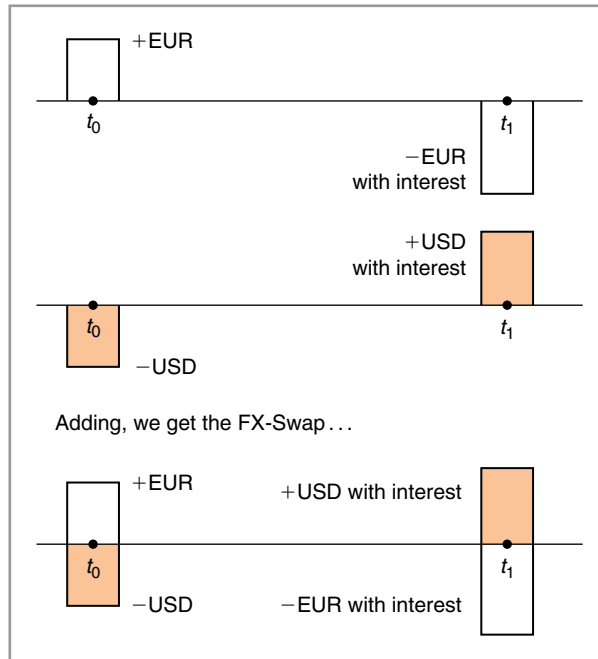 +EUR
t0
t1
−EUR
with interest
+USD
with interest
t0
t1
−USD
Adding, we get the FX-Swap...
+EUR
+USD with interest
t0
t1
−USD
−EUR with interest